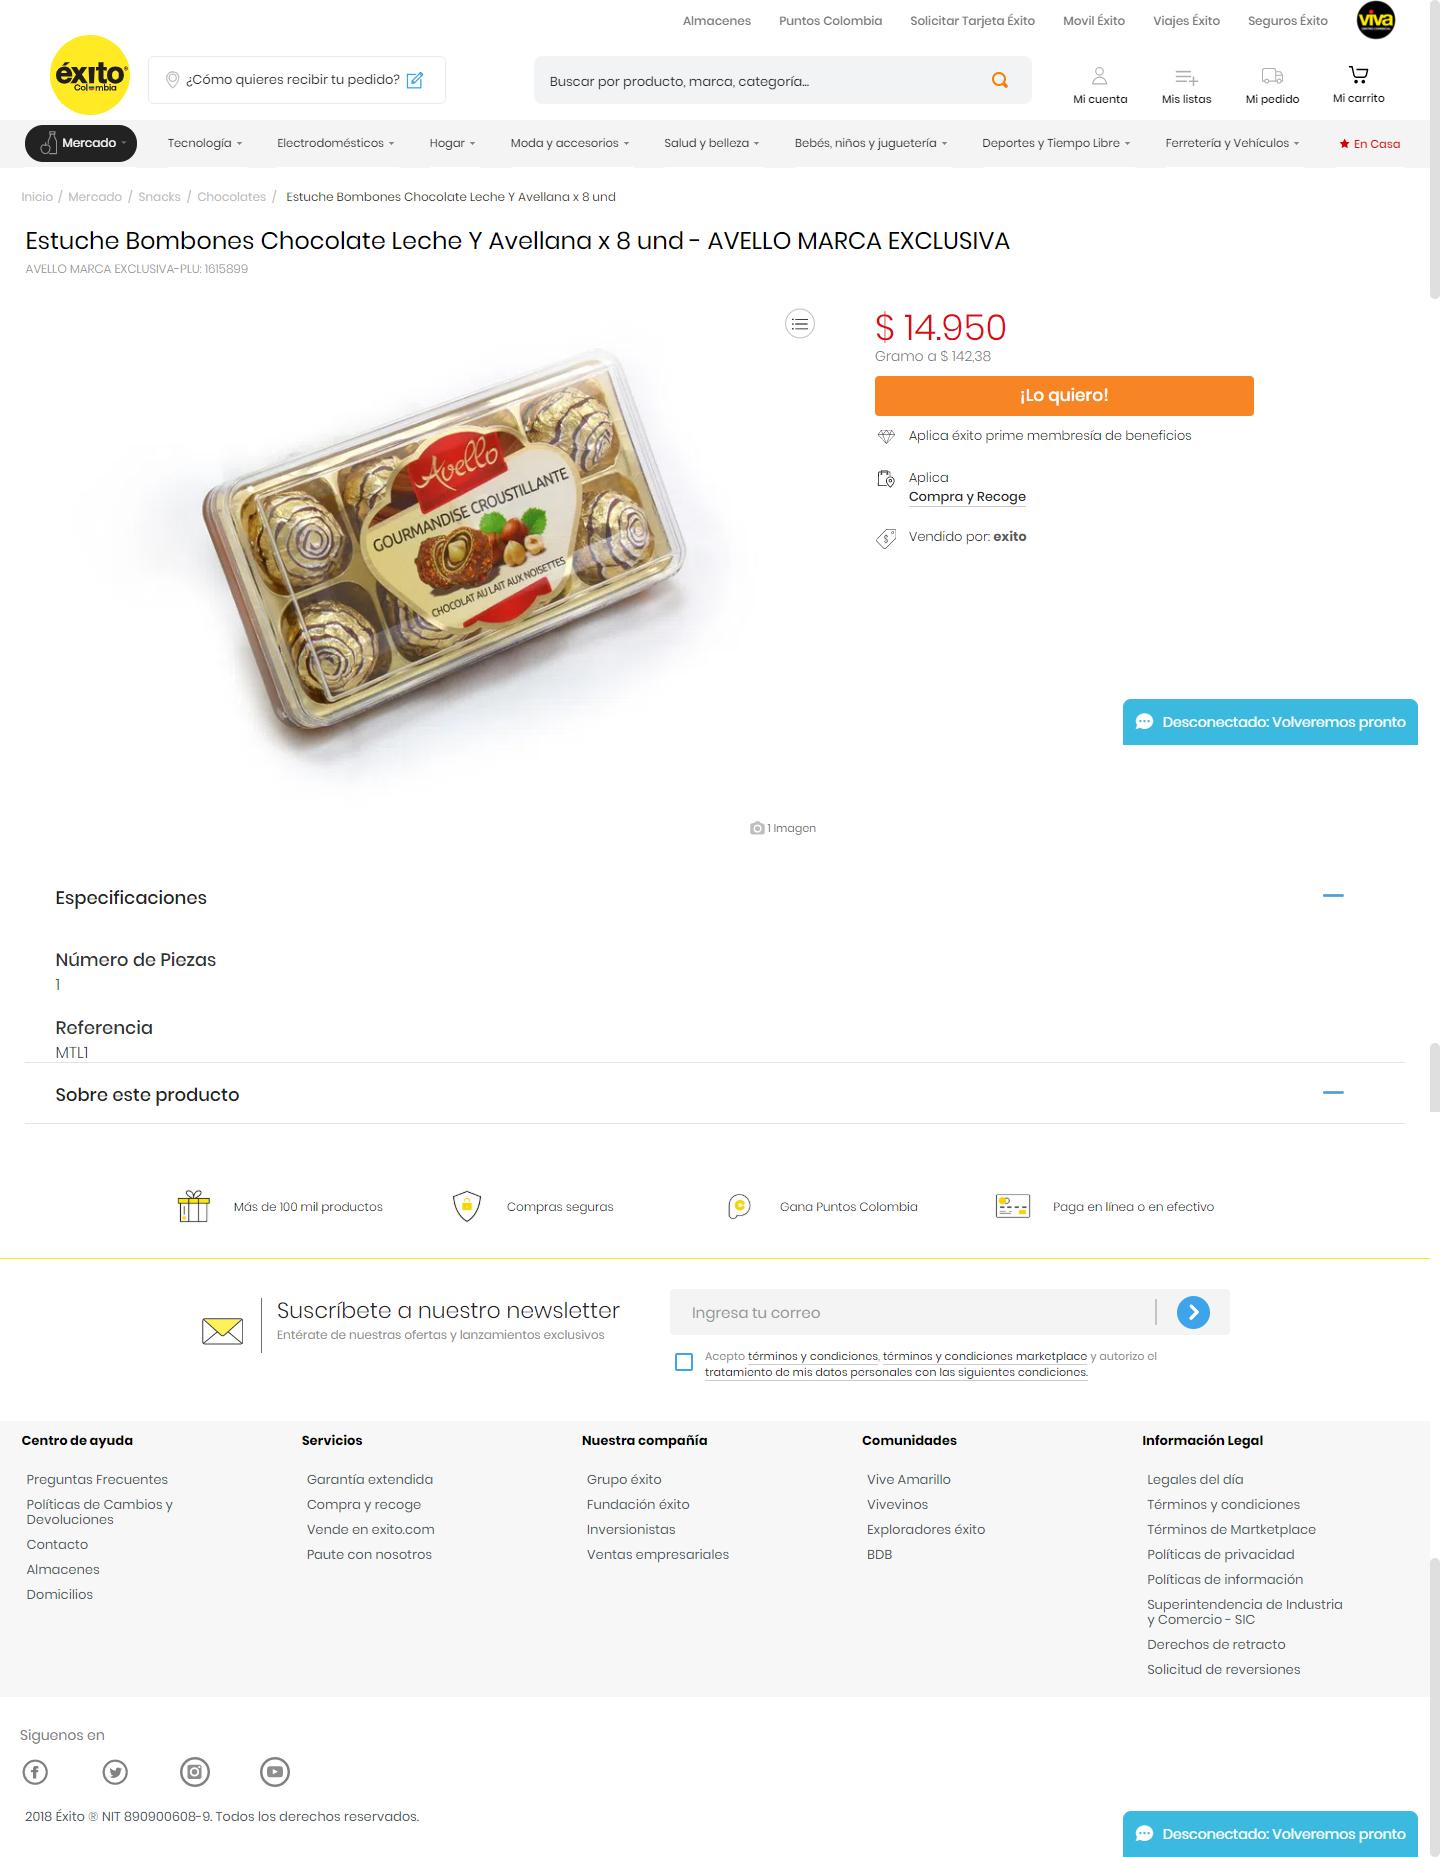 Almacenes
Puntos Colombia
Solicitar Tarjeta Éxito
Movil Éxito
Viajes Éxito
Seguros Éxito
viva
éxito
Colombia
¿Cómo quieres recibir tu pedido?
Buscar por producto, marca, categoría...
Mi cuenta
Mis listas
Mi pedido
Mi carrito
Mercado
Tecnología
Electrodomésticos
Hogar
Moda y accesorios
Salud y belleza
Bebés, niños y juguetería
Deportes y Tiempo Libre
Ferretería y Vehículos
En Casa
Inicio / Mercado / Snacks / Chocolates / Estuche Bombones Chocolate Leche Y Avellana x 8 und
Estuche Bombones Chocolate Leche Y Avellana x 8 und - AVELLO MARCA EXCLUSIVA
AVELLO MARCA EXCLUSIVA-PLU: 1615899
Avello
GOURMANDISE CROUSTILLANTE
CHOCOLAT AU LAIT AUX NOISETTES
$ 14.950
Gramo a $ 142,38
¡Lo quiero!
Aplica éxito prime membresía de beneficios
Aplica
Compra y Recoge
Vendido por: exito
Desconectado: Volveremos pronto
1 Imagen
Especificaciones
Número de Piezas
1
Referencia
MTL1
Sobre este producto
Más de 100 mil productos
Compras seguras
Gana Puntos Colombia
Paga en línea o en efectivo
Suscríbete a nuestro newsletter
Entérate de nuestras ofertas y lanzamientos exclusivos
Ingresa tu correo
Acepto términos y condiciones, términos y condiciones marketplace y autorizo el
tratamiento de mis datos personales con las siguientes condiciones.
Centro de ayuda
Preguntas Frecuentes
Políticas de Cambios y
Devoluciones
Contacto
Almacenes
Domicilios
Servicios
Garantía extendida
Compra y recoge
Vende en exito.com
Paute con nosotros
Nuestra compañía
Grupo éxito
Fundación éxito
Inversionistas
Ventas empresariales
Comunidades
Vive Amarillo
Vivevinos
Exploradores éxito
BDB
Información Legal
Legales del día
Términos y condiciones
Términos de Martketplace
Políticas de privacidad
Políticas de información
Superintendencia de Industria
y Comercio - SIC
Derechos de retracto
Solicitud de reversiones
Siguenos en
2018 Éxito ® NIT 890900608-9. Todos los derechos reservados.
Desconectado: Volveremos pronto